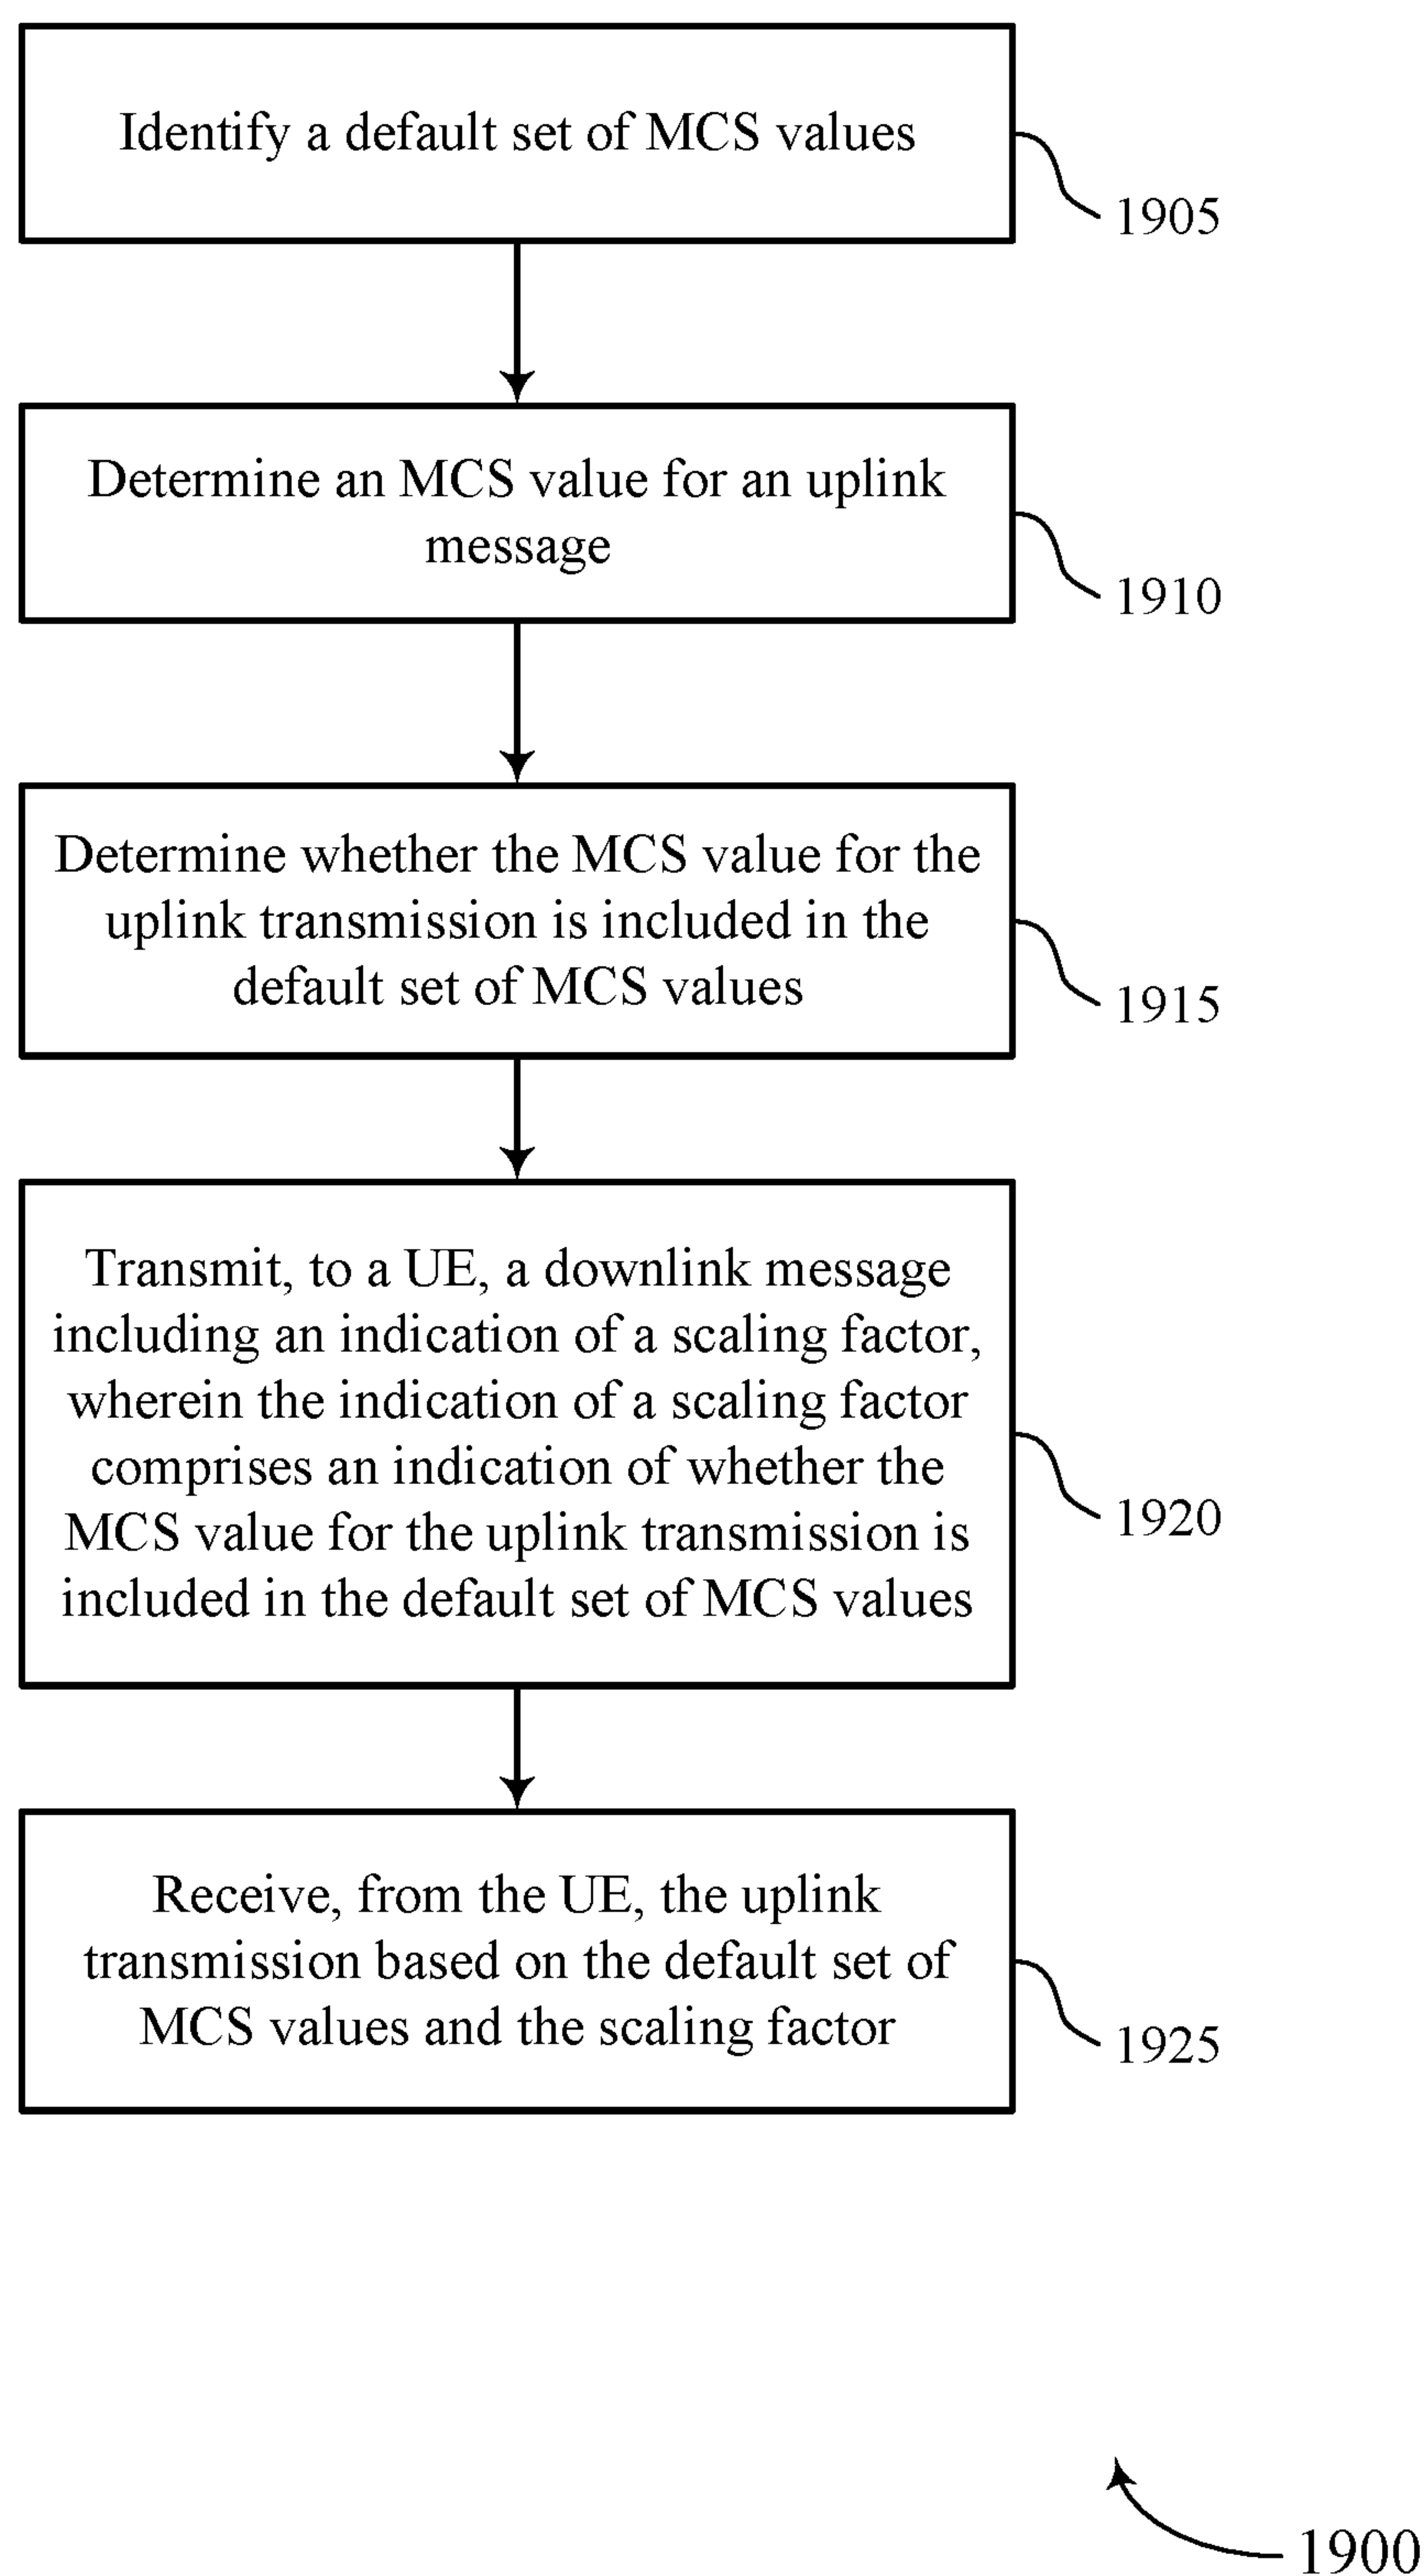 Identify a default set of MCS values
1905
Determine an MCS value for an uplink
message
1910
Determine whether the MCS value for the
uplink transmission is included in the
default set of MCS values
1915
Transmit, to a UE, a downlink message
including an indication of a scaling factor,
wherein the indication of a scaling factor
comprises an indication of whether the
MCS value for the uplink transmission is
included in the default set of MCS values
1920
Receive, from the UE, the uplink
transmission based on the default set of
MCS values and the scaling factor
1925
1900